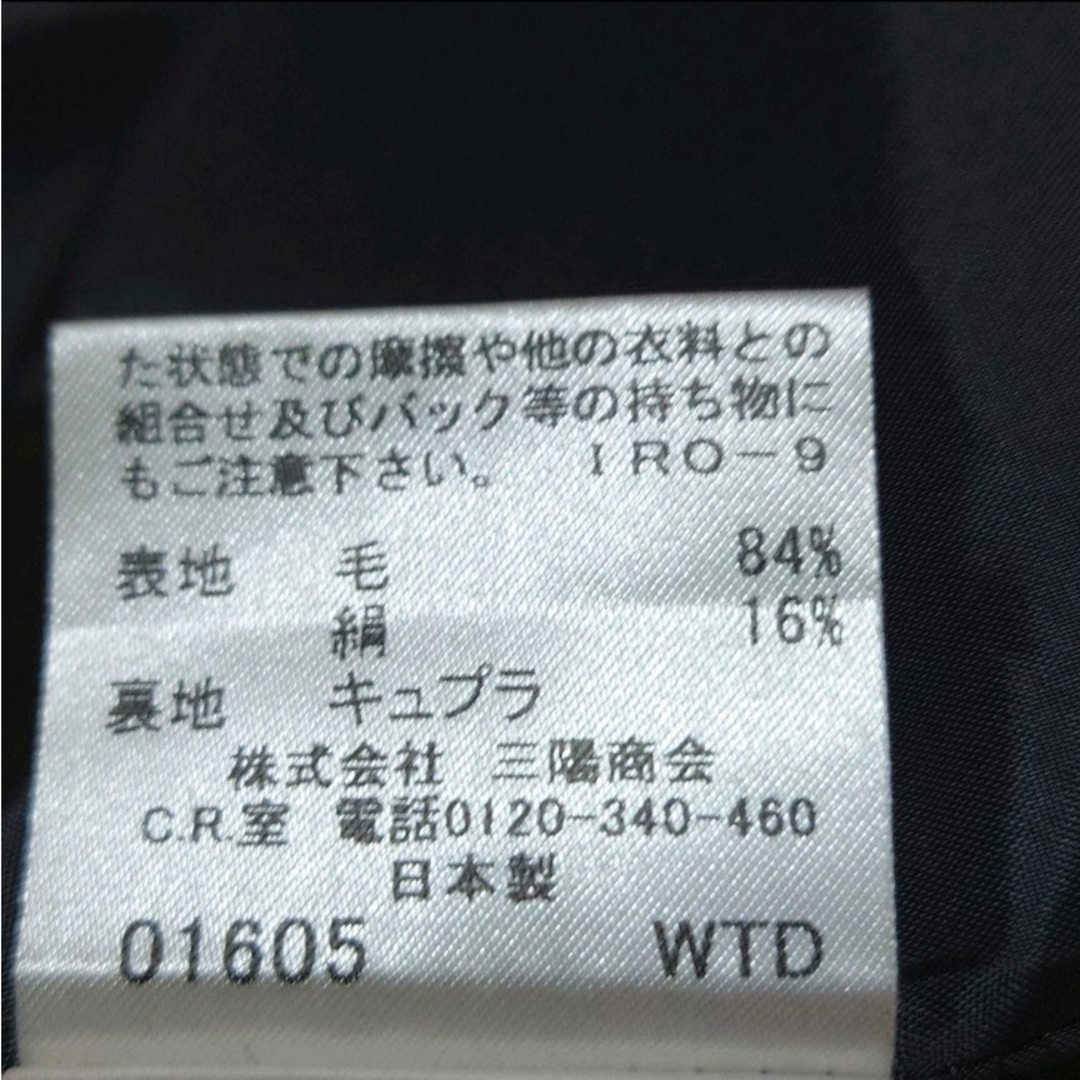 た状態での摩擦や他の衣料との
組合せ及びバック等の持ち物に
もご注意下さい。 IRO-9
表地 毛 84%
絹 16%
裏地 キュプラ
株式会社 三陽商会
C.R.室 電話0120-340-460
日本製
01605 WTD